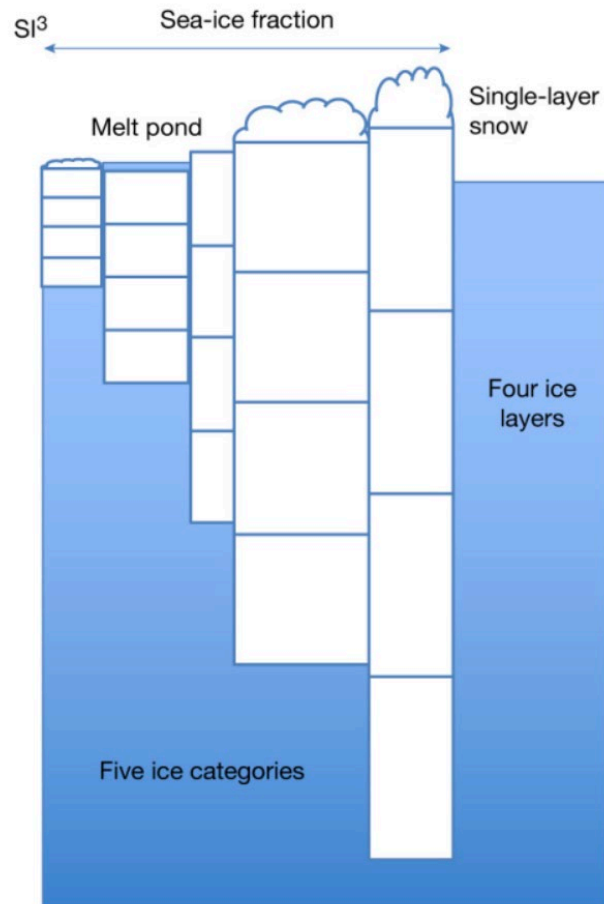 SI³
Sea-ice fraction
Melt pond
Single-layer
snow
Four ice
layers
Five ice categories